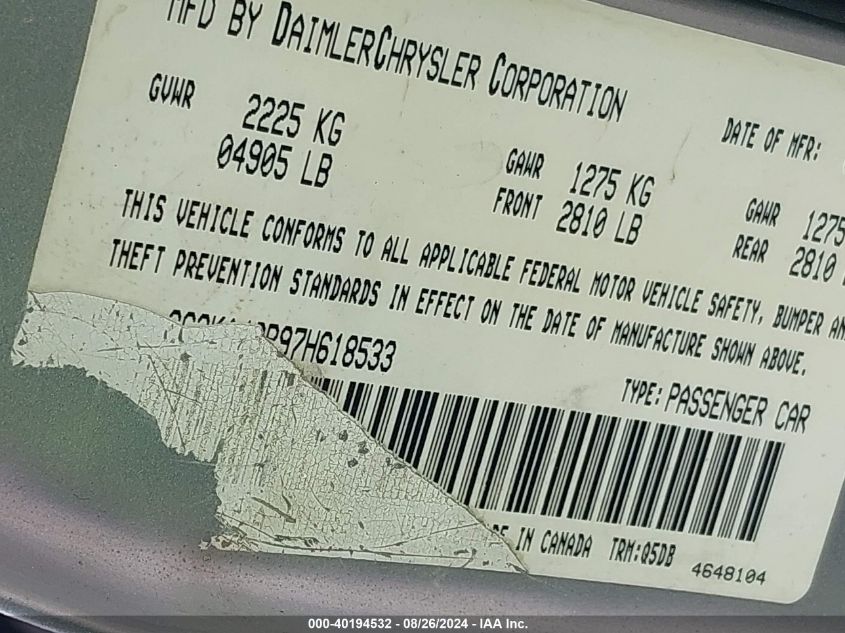 MFD BY DAIMLERCHRYSLER CORPORATION
DATE OF MFR:
GVWR 2225 KG
04905 LB
GAWR 1275 KG
FRONT 2810 LB
GAWR 1275
REAR 2810
THIS VEHICLE CONFORMS TO ALL APPLICABLE FEDERAL MOTOR VEHICLE SAFETY, BUMPER AN
THEFT PREVENTION STANDARDS IN EFFECT ON THE DATE OF MANUFACTURE SHOWN ABOVE.
97H618533
TYPE: PASSENGER CAR
IN CANADA TRM:Q5DB
4648104
000-40194532 - 08/26/2024 - IAA Inc.